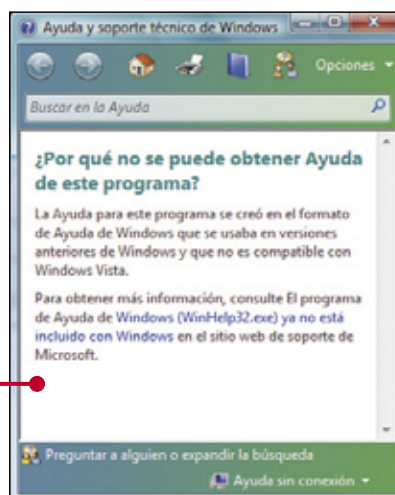 Ayuda y soporte técnico de Windows
Opciones
Buscar en la Ayuda
¿Por qué no se puede obtener Ayuda
de este programa?
La Ayuda para este programa se creó en el formato
de Ayuda de Windows que se usaba en versiones
anteriores de Windows y que no es compatible con
Windows Vista.
Para obtener más información, consulte El programa
de Ayuda de Windows (WinHelp32.exe) ya no está
incluido con Windows en el sitio web de soporte de
Microsoft.
Preguntar a alguien o expandir la búsqueda
Ayuda sin conexión